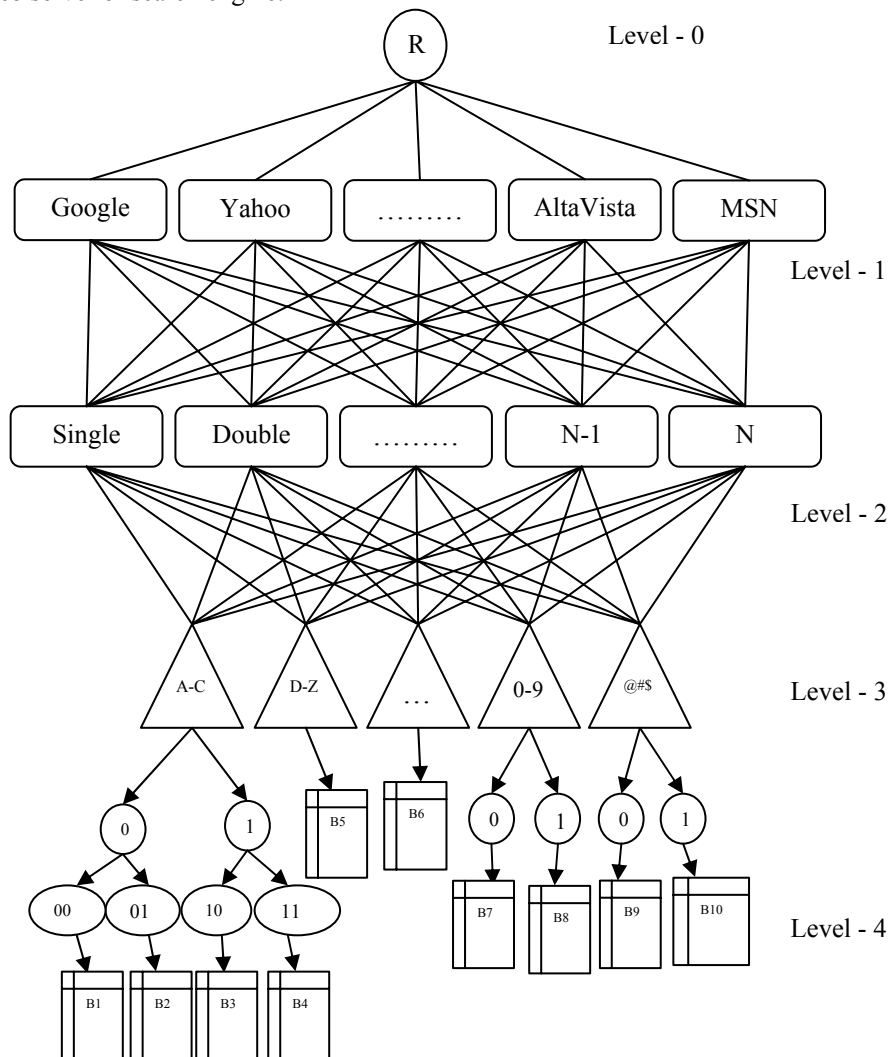 R Level - 0
Google Yahoo ……… AltaVista MSN
Level - 1
Single Double ……… N-1 N
Level - 2
A-C D-Z … 0-9 @#$ Level - 3
B5 B6
0 1 0 1 0 1
00 01 10 11 B7 B8 B9 B10 Level - 4
B1 B2 B3 B4